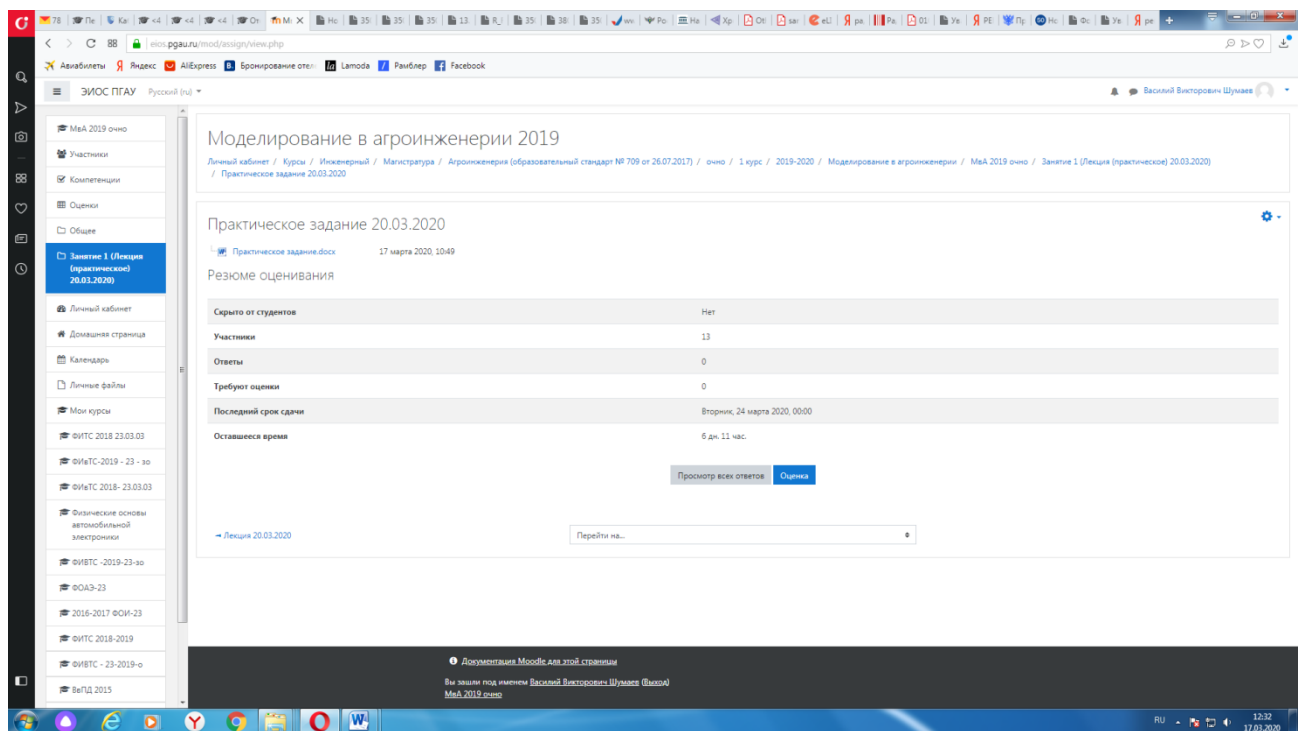 eios.pgau.ru/mod/assign/view.php
Авиабилеты Яндекс AliExpress Бронирование отел Lamoda Рамблер Facebook
ЭИОС ПГАУ Русский (ru)
Василий Викторович Шумаев
МвА 2019 очно
Участники
Компетенции
Оценки
Общее
Занятие 1 (Лекция
(практическое)
20.03.2020)
Личный кабинет
Домашняя страница
Календарь
Личные файлы
Мои курсы
ФИТС 2018 23.03.03
ФИвТС-2019 - 23 - зо
ФИвТС 2018- 23.03.03
Физические основы
автомобильной
электроники
ФИВТС -2019-23-зо
ФОАЭ-23
2016-2017 ФОИ-23
ФИТС 2018-2019
ФИВТС - 23-2019-о
ВвПД 2015
Моделирование в агроинженерии 2019
Личный кабинет / Курсы / Инженерный / Магистратура / Агроинженерия (образовательный стандарт № 709 от 26.07.2017) / очно / 1 курс / 2019-2020 / Моделирование в агроинженерии / МвА 2019 очно / Занятие 1 (Лекция (практическое) 20.03.2020)
/ Практическое задание 20.03.2020
Практическое задание 20.03.2020
Практическое задание.docx 17 марта 2020, 10:49
Резюме оценивания
Скрыто от студентов Нет
Участники 13
Ответы 0
Требуют оценки 0
Последний срок сдачи Вторник, 24 марта 2020, 00:00
Оставшееся время 6 дн. 11 час.
Просмотр всех ответов Оценка
→ Лекция 20.03.2020 Перейти на...
Документация Moodle для этой страницы
Вы зашли под именем Василий Викторович Шумаев (Выход)
МвА 2019 очно
RU 12:32
17.03.2020